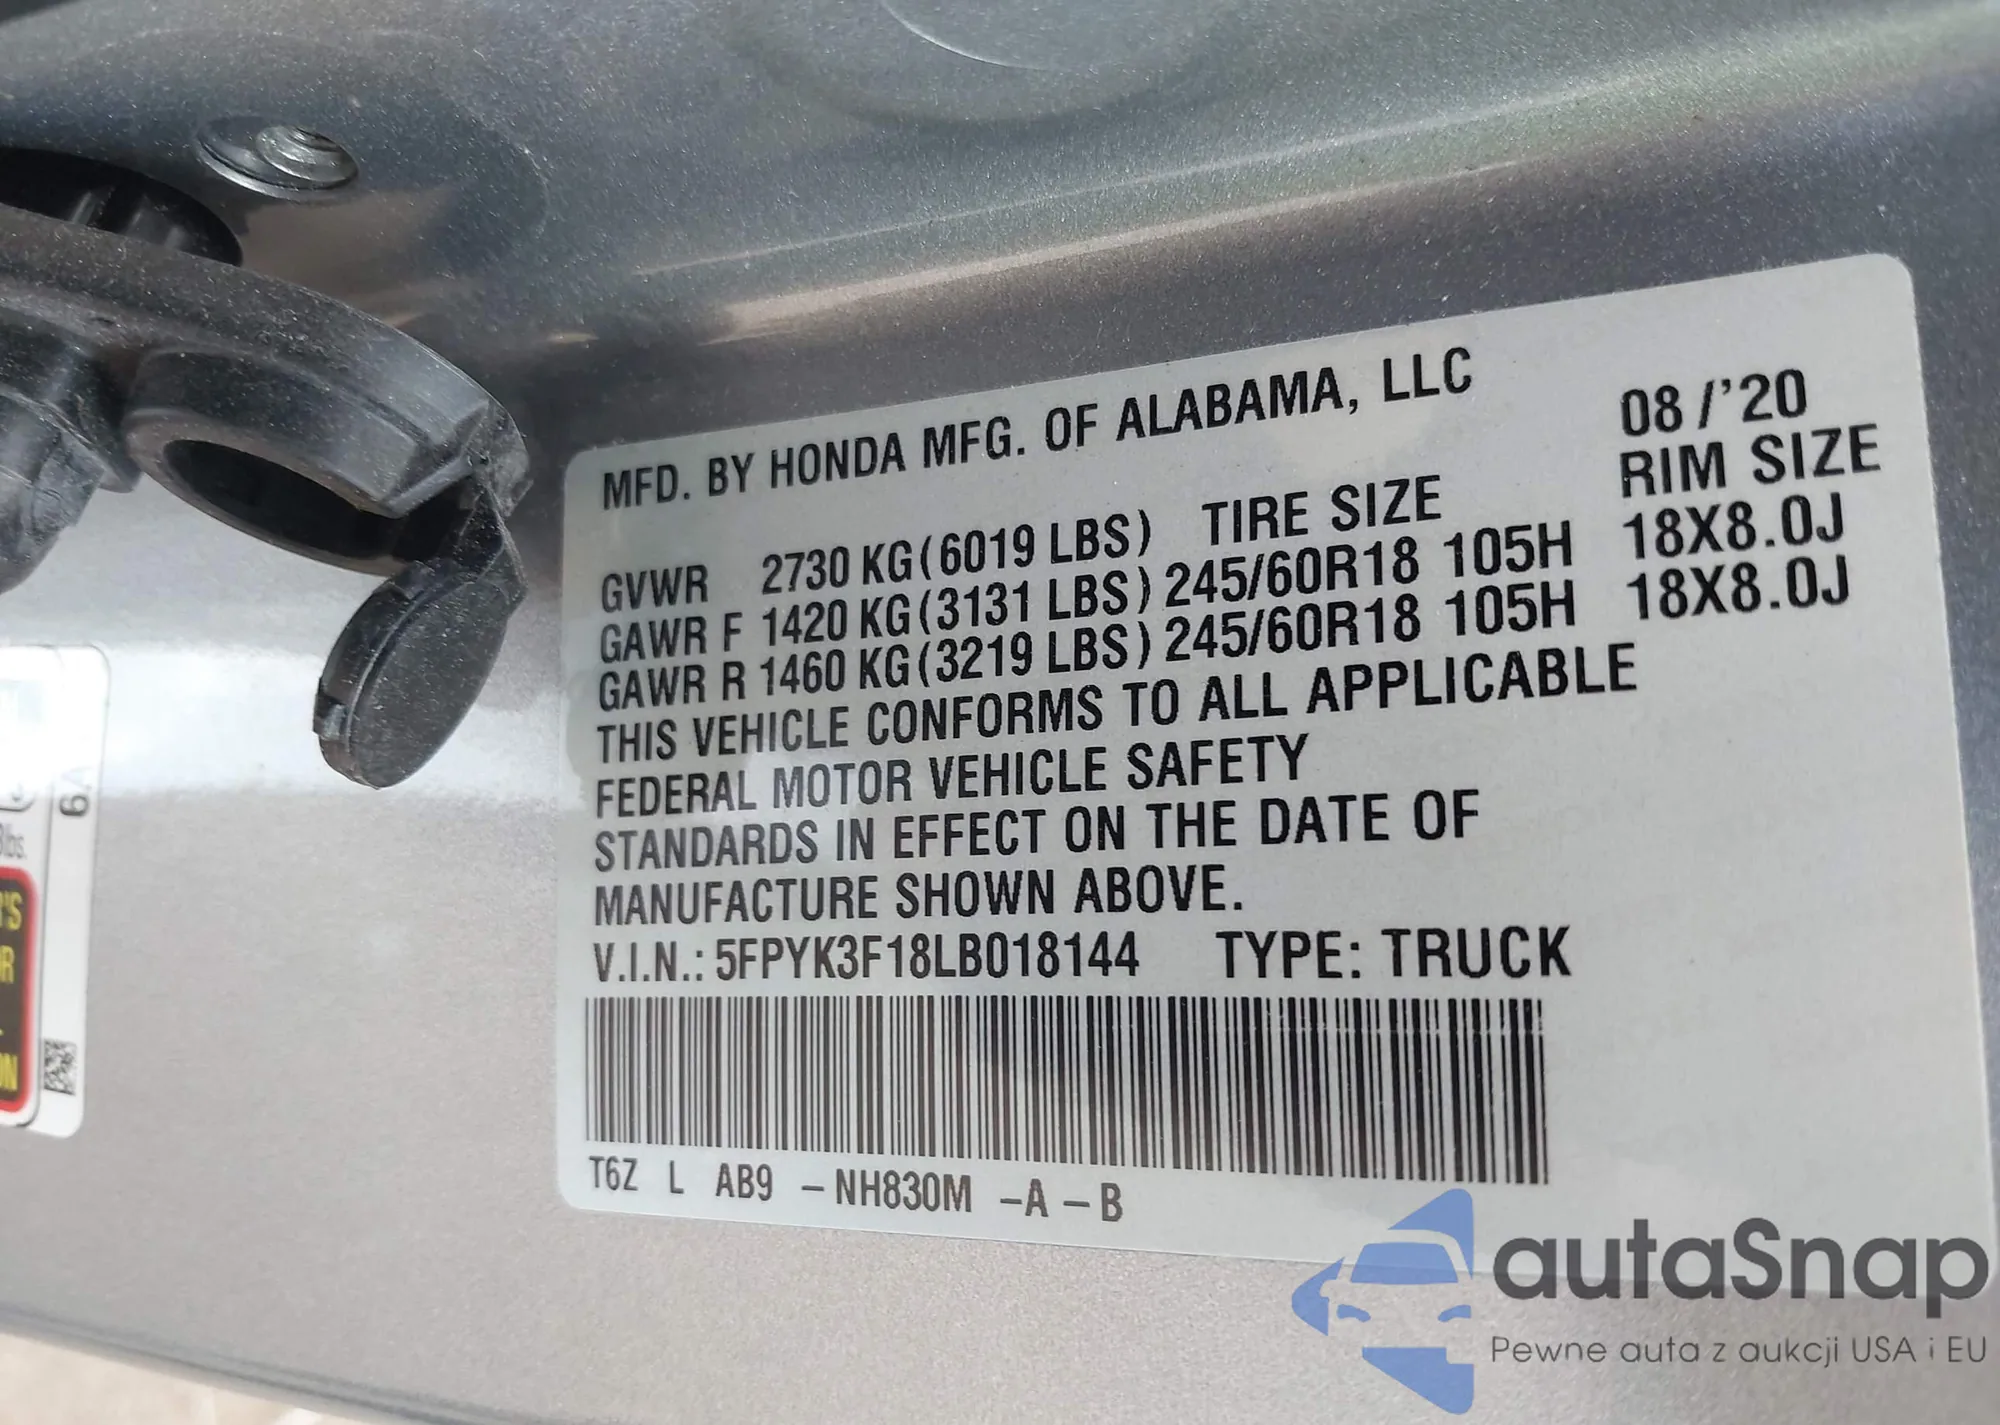 MFD. BY HONDA MFG. OF ALABAMA, LLC 08/'20
RIM SIZE
GVWR 2730 KG(6019 LBS) TIRE SIZE
GAWR F 1420 KG(3131 LBS) 245/60R18 105H 18X8.0J
GAWR R 1460 KG(3219 LBS) 245/60R18 105H 18X8.0J
THIS VEHICLE CONFORMS TO ALL APPLICABLE
FEDERAL MOTOR VEHICLE SAFETY
STANDARDS IN EFFECT ON THE DATE OF
MANUFACTURE SHOWN ABOVE.
V.I.N.: 5FPYK3F18LB018144 TYPE: TRUCK
T6Z L AB9 -NH830M -A -B
lbs.
autaSnap
Pewne auta z aukcji USA i EU